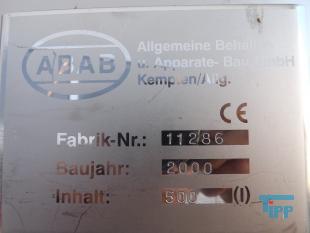 ABAB
Allgemeine Behälter
u. Apparate- Bau GmbH
Kempten/Allg.
CE
Fabrik-Nr.: 11286
Baujahr: 2000
Inhalt: 500 (l)
TIPP